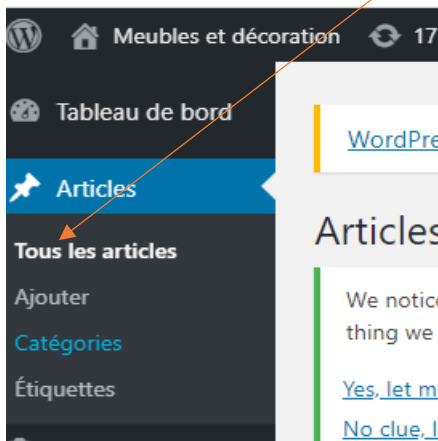 Meubles et décoration 17
Tableau de bord
WordPre
Articles
Articles
Tous les articles
We notice
Ajouter
thing we
Catégories
Étiquettes
Yes, let m
No clue, I